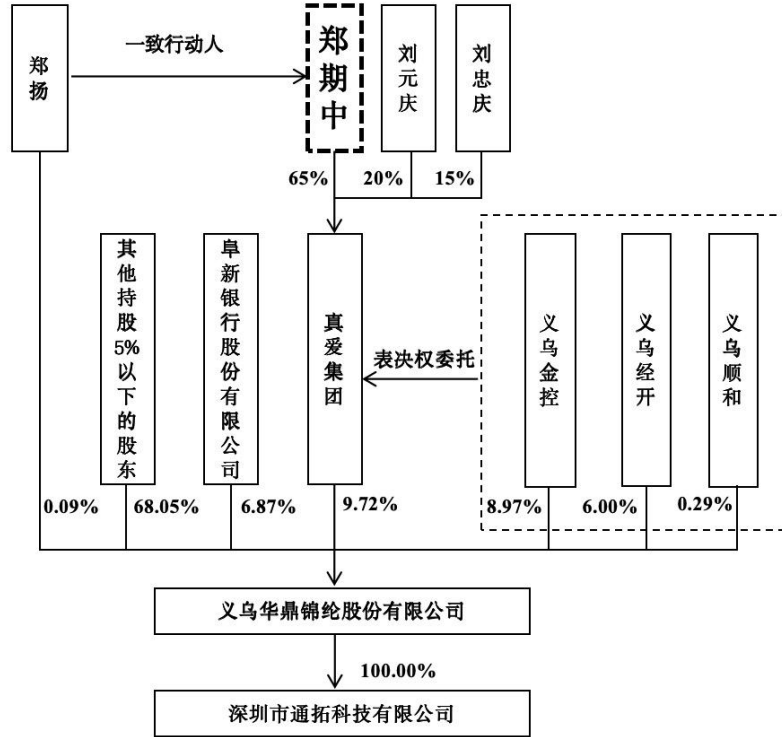 郑扬
一致行动人
郑期中
刘元庆
刘忠庆
65%
20%
15%
其他持股5%以下的股东
阜新银行股份有限公司
真爱集团
表决权委托
义乌金控
义乌经开
义乌顺和
0.09%
68.05%
6.87%
9.72%
8.97%
6.00%
0.29%
义乌华鼎锦纶股份有限公司
100.00%
深圳市通拓科技有限公司